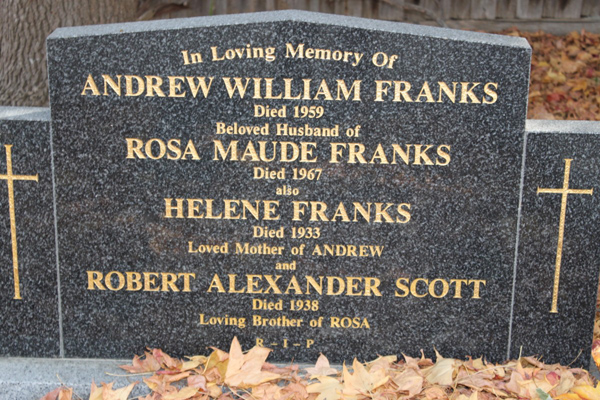 In Loving Memory Of
ANDREW WILLIAM FRANKS
Died 1959
Beloved Husband of
ROSA MAUDE FRANKS
Died 1967
also
HELENE FRANKS
Died 1933
Loved Mother of ANDREW
and
ROBERT ALEXANDER SCOTT
Died 1938
Loving Brother of ROSA
R - I - P